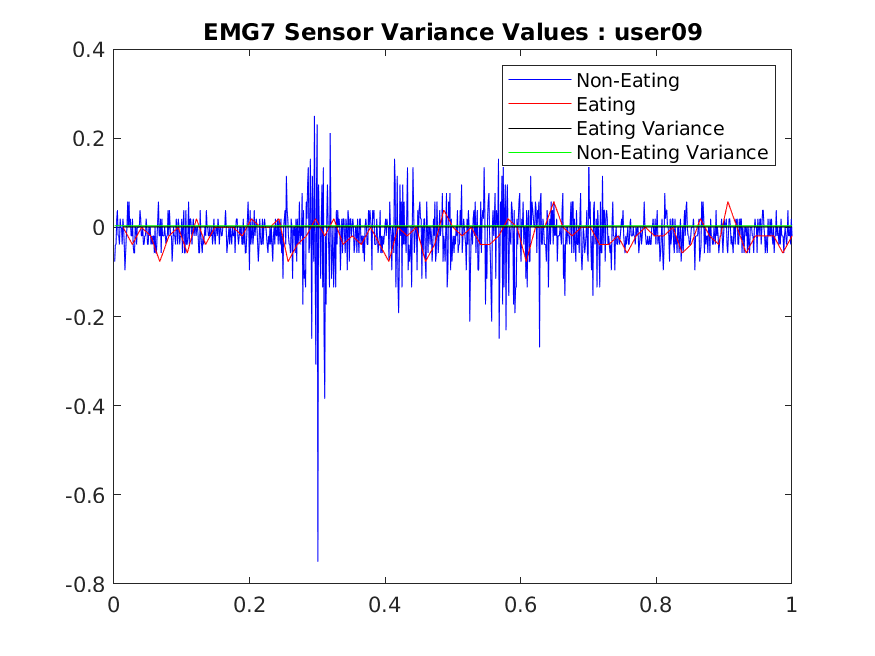 EMG7 Sensor Variance Values : user09
Non-Eating
Eating
Eating Variance
Non-Eating Variance
0.4
0.2
0
-0.2
-0.4
-0.6
-0.8
0 0.2 0.4 0.6 0.8 1